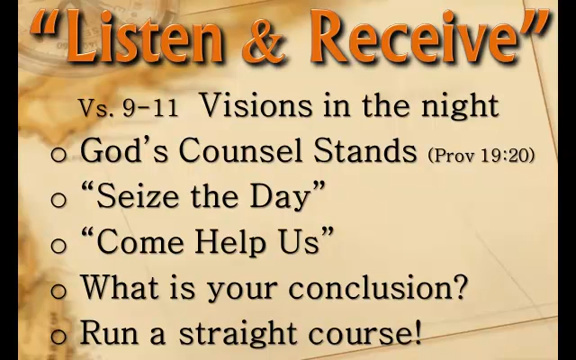 “Listen & Receive”
Vs. 9-11 Visions in the night
o God’s Counsel Stands (Prov 19:20)
o “Seize the Day”
o “Come Help Us”
o What is your conclusion?
o Run a straight course!